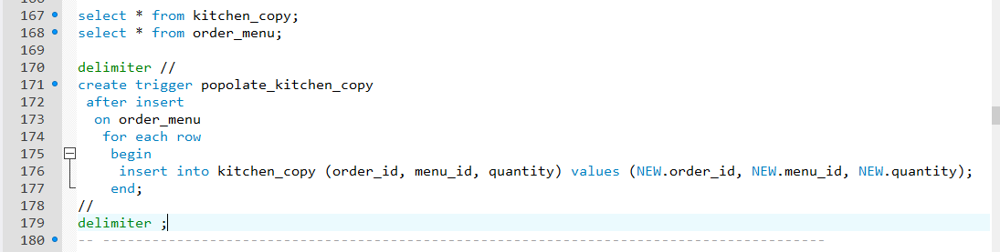 167 select * from kitchen_copy;
168 select * from order_menu;
169
170 delimiter //
171 create trigger popolate_kitchen_copy
172 after insert
173 on order_menu
174 for each row
175 begin
176 insert into kitchen_copy (order_id, menu_id, quantity) values (NEW.order_id, NEW.menu_id, NEW.quantity);
177 end;
178 //
179 delimiter ;
180 -- ----------------------------------------------------------------------------------------